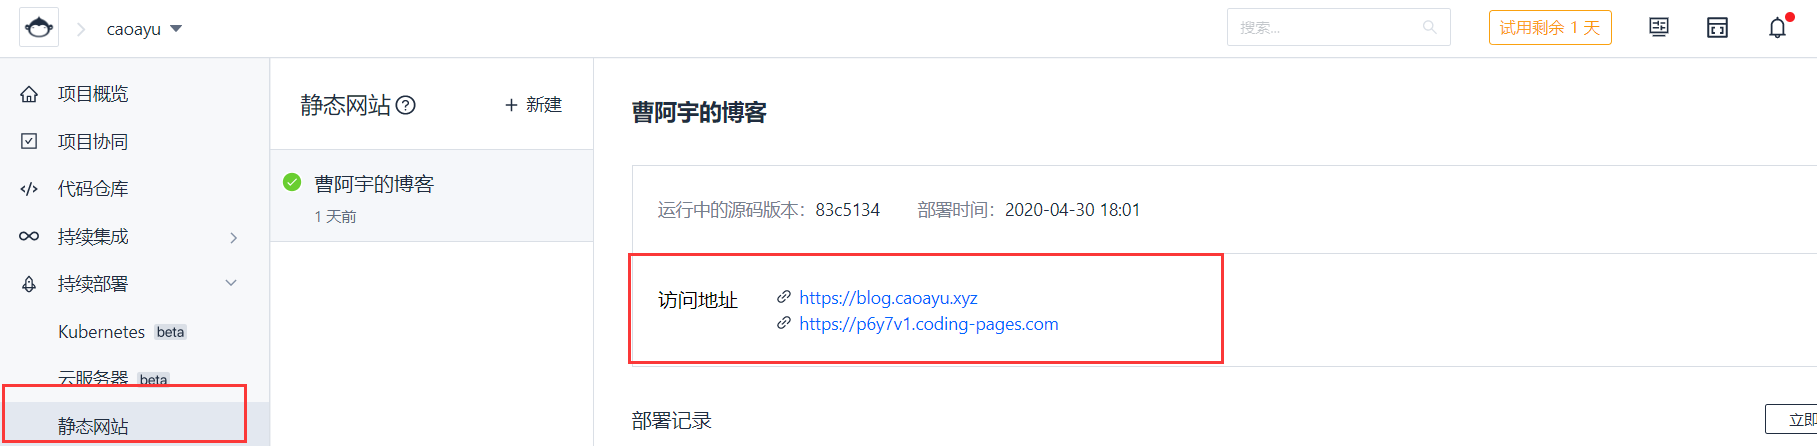 caoayu
搜索...
试用剩余 1 天
项目概览
项目协同
代码仓库
持续集成
持续部署
Kubernetes beta
云服务器 beta
静态网站
静态网站
+ 新建
曹阿宇的博客
1 天前
曹阿宇的博客
运行中的源码版本：83c5134 部署时间：2020-04-30 18:01
访问地址
https://blog.caoayu.xyz
https://p6y7v1.coding-pages.com
部署记录
立即